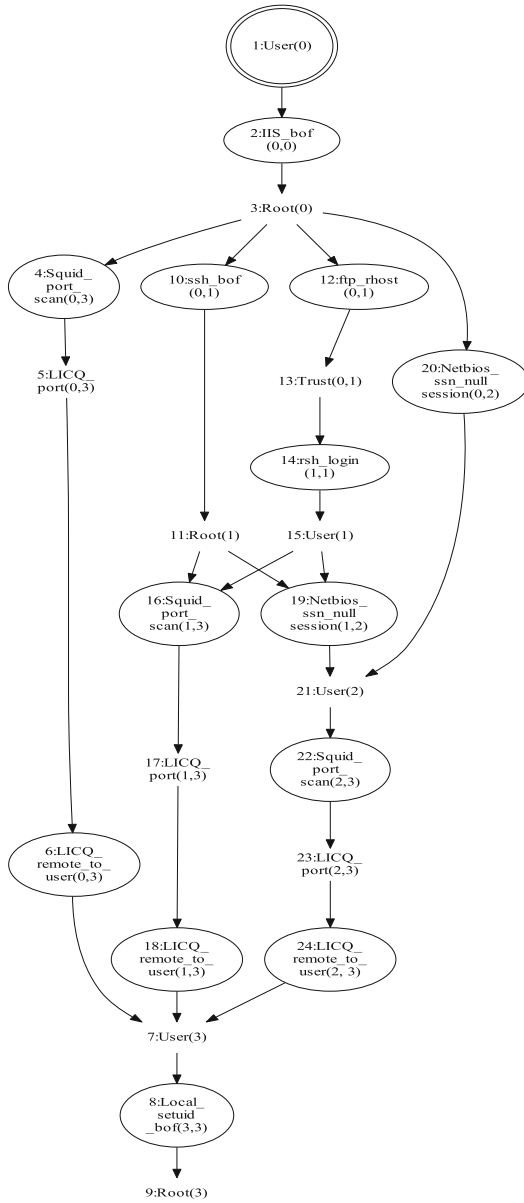 1:User(0)
2:IIS_bof
(0,0)
3:Root(0)
4:Squid_
port_
scan(0,3)
10:ssh_bof
(0,1)
12:ftp_rhost
(0,1)
20:Netbios_
ssn_null
session(0,2)
5:LICQ_
port(0,3)
13:Trust(0,1)
14:rsh_login
(1,1)
11:Root(1)
15:User(1)
16:Squid_
port_
scan(1,3)
19:Netbios_
ssn_null
session(1,2)
21:User(2)
17:LICQ_
port(1,3)
22:Squid_
port_
scan(2,3)
6:LICQ_
remote_to_
user(0,3)
23:LICQ_
port(2,3)
18:LICQ_
remote_to_
user(1,3)
24:LICQ_
remote_to_
user(2, 3)
7:User(3)
8:Local_
setuid
_bof(3,3)
9:Root(3)